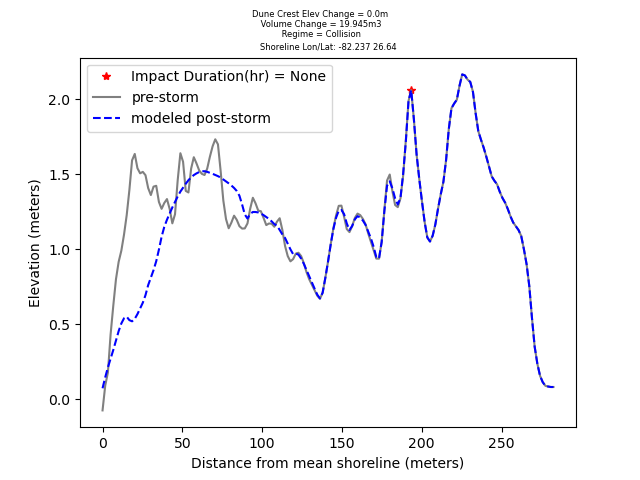 Dune Crest Elev Change = 0.0m
Volume Change = 19.945m3
Regime = Collision
Shoreline Lon/Lat: -82.237 26.64
Impact Duration(hr) = None
pre-storm
modeled post-storm
Elevation (meters)
2.0
1.5
1.0
0.5
0.0
0 50 100 150 200 250
Distance from mean shoreline (meters)